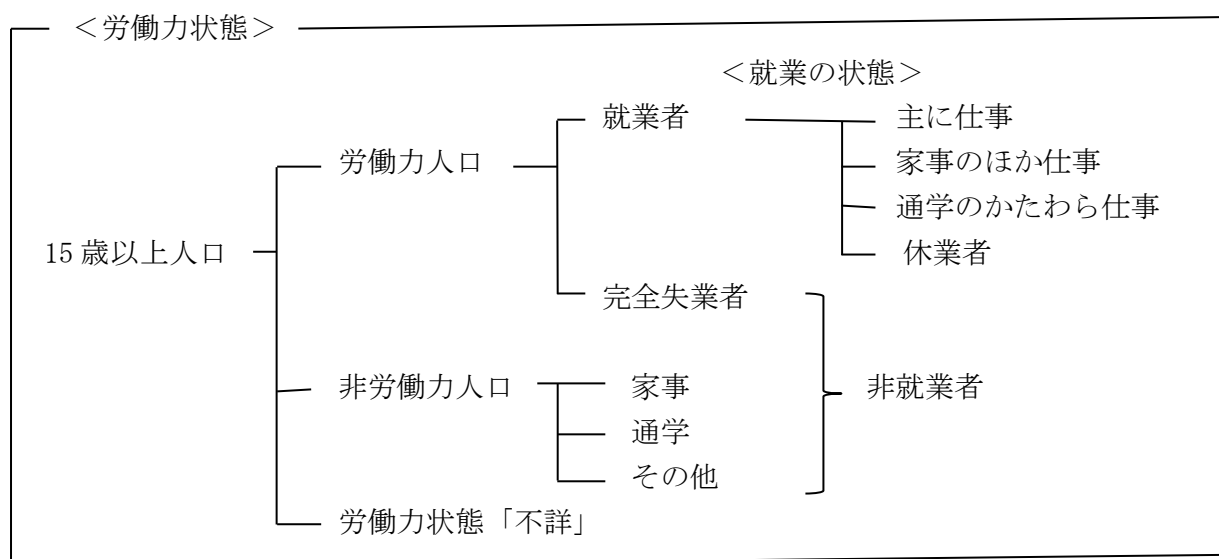 ＜労働力状態＞
＜就業の状態＞
就業者
主に仕事
労働力人口
家事のほか仕事
通学のかたわら仕事
15歳以上人口
休業者
完全失業者
非労働力人口
家事
非就業者
通学
その他
労働力状態「不詳」